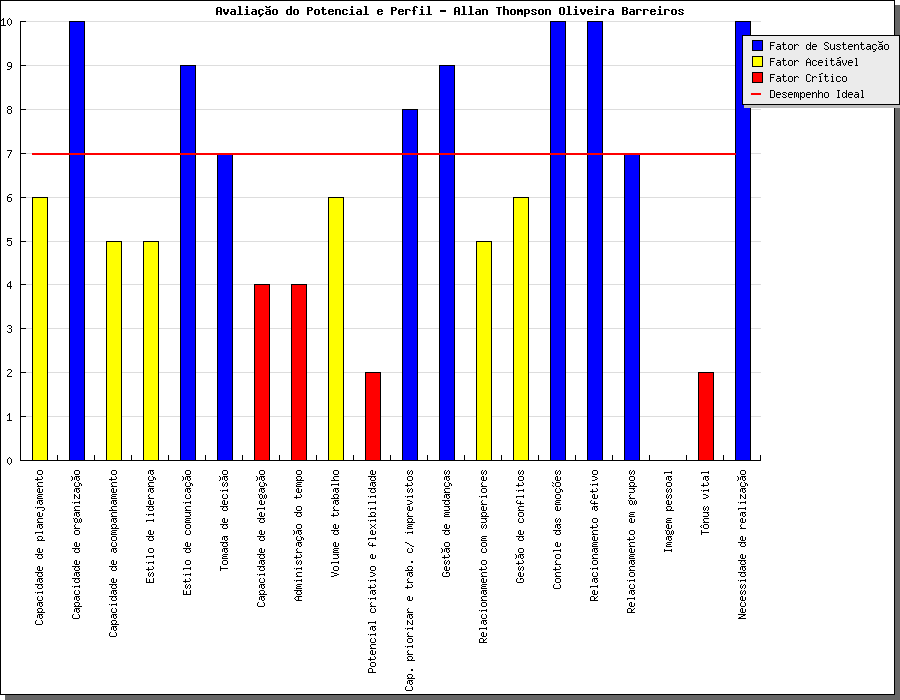 Avaliação do Potencial e Perfil - Allan Thompson Oliveira Barreiros
Fator de Sustentação
Fator Aceitável
Fator Crítico
Desempenho Ideal
10
9
8
7
6
5
4
3
2
1
0
Capacidade de planejamento
Capacidade de organização
Capacidade de acompanhamento
Estilo de liderança
Estilo de comunicação
Tomada de decisão
Capacidade de delegação
Administração do tempo
Volume de trabalho
Potencial criativo e flexibilidade
Cap. priorizar e trab. c/ imprevistos
Gestão de mudanças
Relacionamento com superiores
Gestão de conflitos
Controle das emoções
Relacionamento afetivo
Relacionamento em grupos
Imagem pessoal
Tônus vital
Necessidade de realização